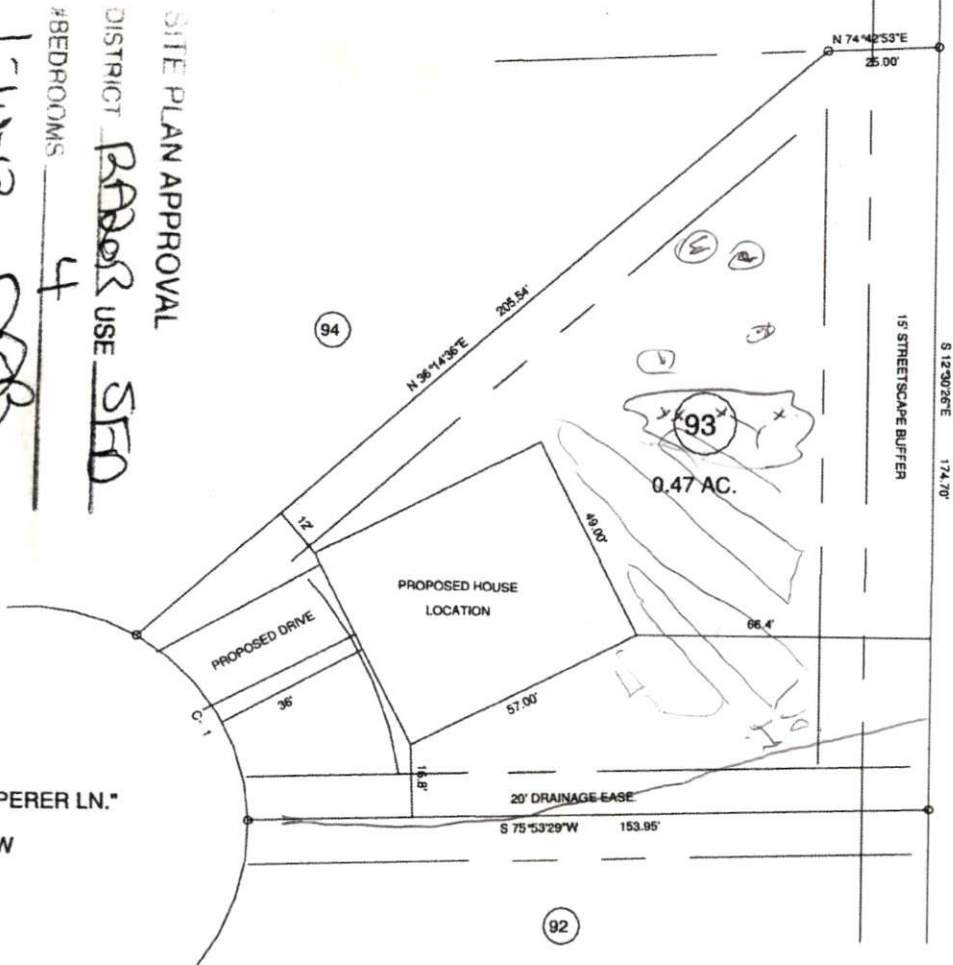 SITE PLAN APPROVAL
DISTRICT USE SFD
#BEDROOMS 4
N 74°42'53"E
25.00'
205.54'
N 36°14'36"E
94
15' STREETSCAPE BUFFER
S 12°30'26"E 174.70'
93
0.47 AC.
12'
49.00'
PROPOSED HOUSE
LOCATION
PROPOSED DRIVE
66.4'
57.00'
36'
16.8'
PERER LN."
W
20' DRAINAGE EASE.
S 75°53'29"W 153.95'
92